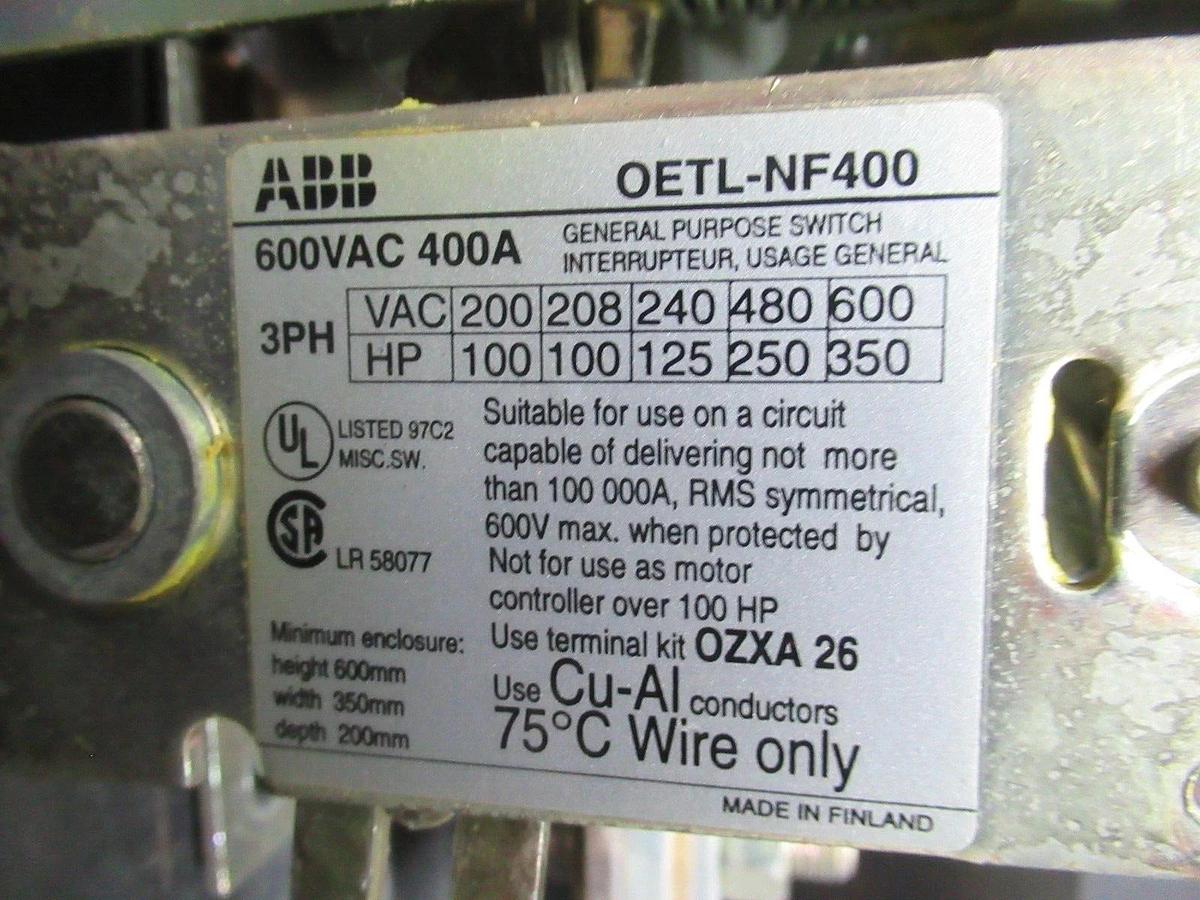 ABB OETL-NF400
600VAC 400A
GENERAL PURPOSE SWITCH
INTERRUPTEUR, USAGE GENERAL
3PH
VAC 200 208 240 480 600
HP 100 100 125 250 350
UL LISTED 97C2
MISC.SW.
SA LR 58077
Suitable for use on a circuit
capable of delivering not more
than 100 000A, RMS symmetrical,
600V max. when protected by
Not for use as motor
controller over 100 HP
Minimum enclosure:
height 600mm
width 350mm
depth 200mm
Use terminal kit OZXA 26
Use Cu-Al conductors
75°C Wire only
MADE IN FINLAND